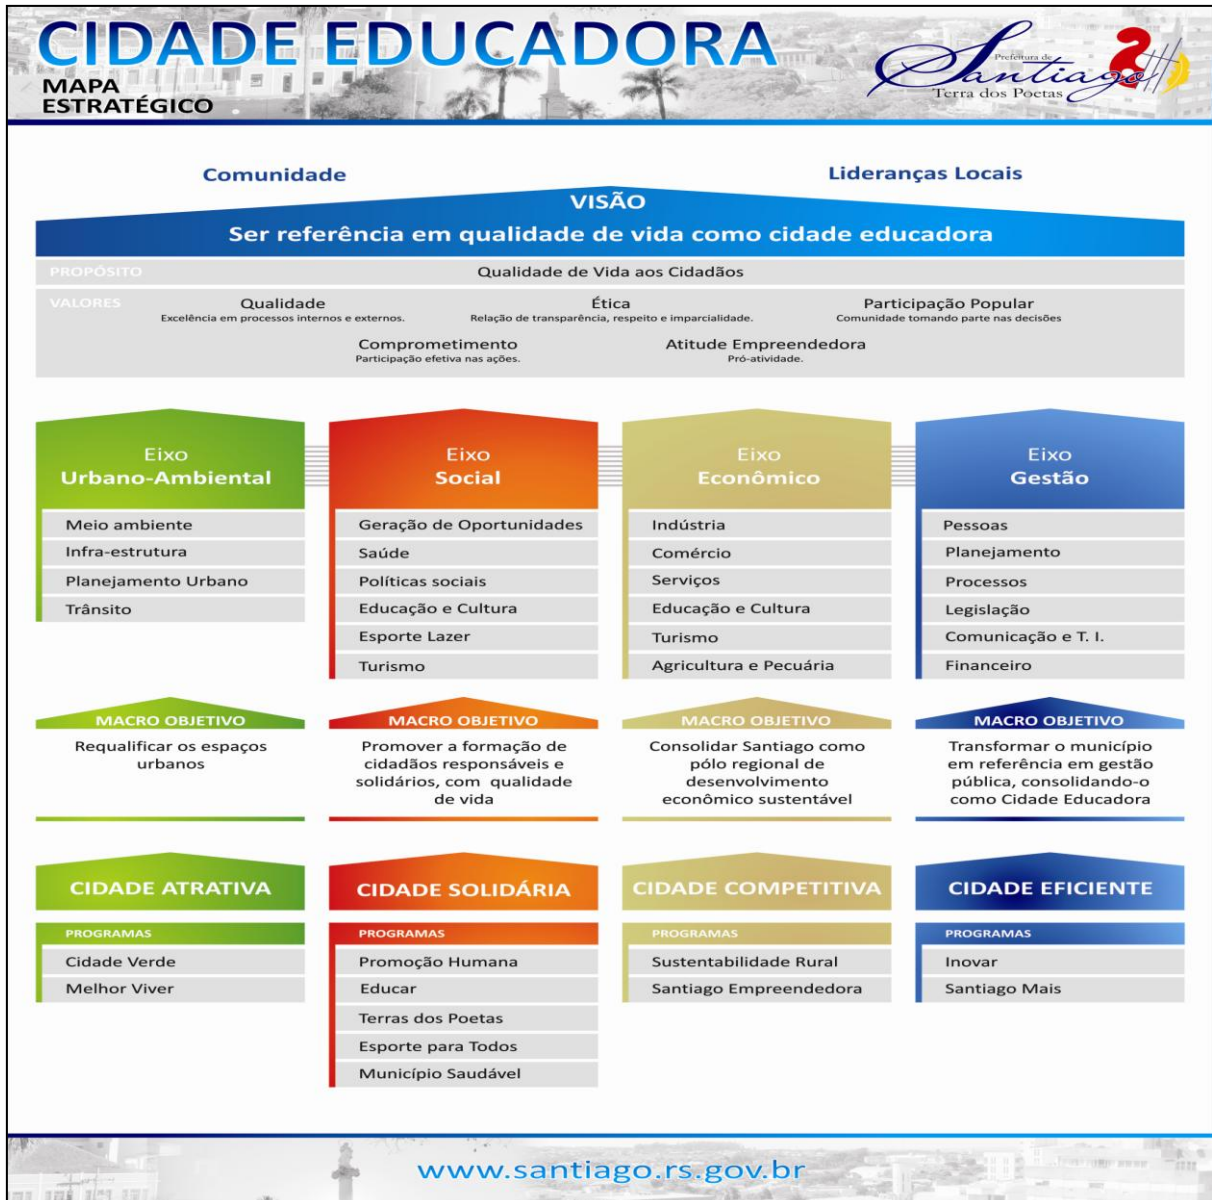 CIDADE EDUCADORA
MAPA
ESTRATÉGICO
Prefeitura de
Santiago
Terra dos Poetas
Comunidade
Lideranças Locais
VISÃO
Ser referência em qualidade de vida como cidade educadora
PROPÓSITO
Qualidade de Vida aos Cidadãos
VALORES
Qualidade
Excelência em processos internos e externos.
Ética
Relação de transparência, respeito e imparcialidade.
Participação Popular
Comunidade tomando parte nas decisões
Comprometimento
Participação efetiva nas ações.
Atitude Empreendedora
Pró-atividade.
Eixo
Urbano-Ambiental
Meio ambiente
Infra-estrutura
Planejamento Urbano
Trânsito
Eixo
Social
Geração de Oportunidades
Saúde
Políticas sociais
Educação e Cultura
Esporte Lazer
Turismo
Eixo
Econômico
Indústria
Comércio
Serviços
Educação e Cultura
Turismo
Agricultura e Pecuária
Eixo
Gestão
Pessoas
Planejamento
Processos
Legislação
Comunicação e T. I.
Financeiro
MACRO OBJETIVO
Requalificar os espaços
urbanos
MACRO OBJETIVO
Promover a formação de
cidadãos responsáveis e
solidários, com qualidade
de vida
MACRO OBJETIVO
Consolidar Santiago como
pólo regional de
desenvolvimento
econômico sustentável
MACRO OBJETIVO
Transformar o município
em referência em gestão
pública, consolidando-o
como Cidade Educadora
CIDADE ATRATIVA
PROGRAMAS
Cidade Verde
Melhor Viver
CIDADE SOLIDÁRIA
PROGRAMAS
Promoção Humana
Educar
Terras dos Poetas
Esporte para Todos
Município Saudável
CIDADE COMPETITIVA
PROGRAMAS
Sustentabilidade Rural
Santiago Empreendedora
CIDADE EFICIENTE
PROGRAMAS
Inovar
Santiago Mais
www.santiago.rs.gov.br